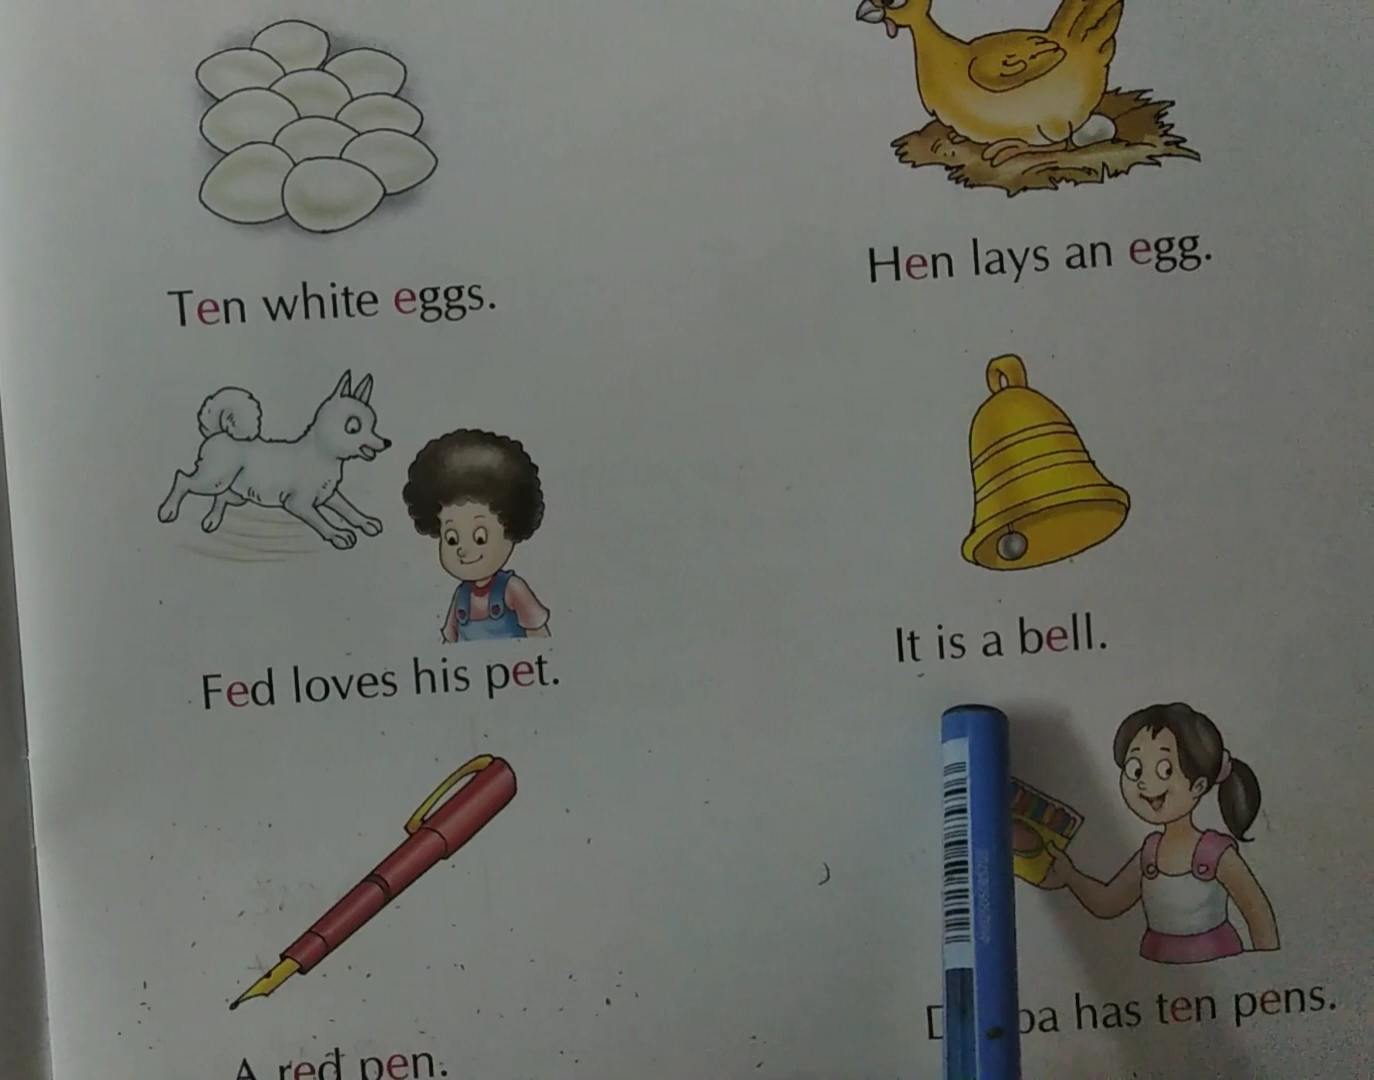 Ten white eggs.
Hen lays an egg.
Fed loves his pet.
It is a bell.
A red pen.
has ten pens.